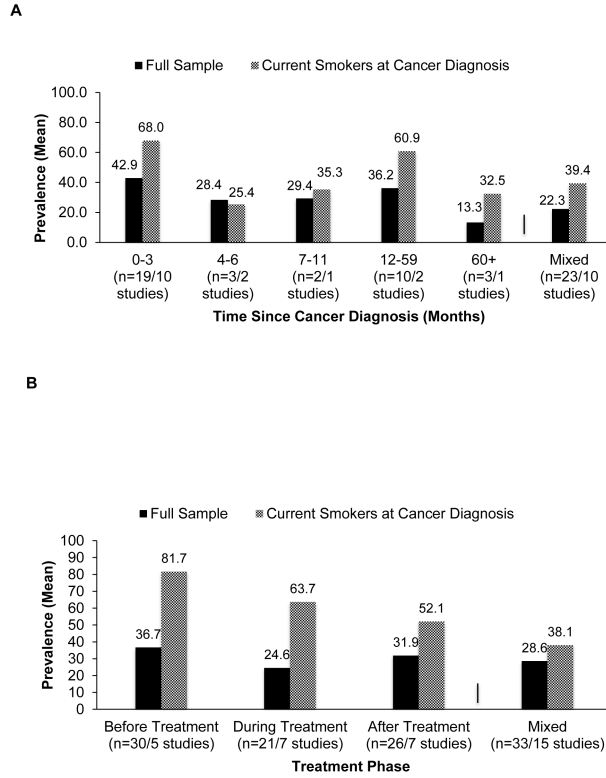 A
Full Sample Current Smokers at Cancer Diagnosis
Prevalence (Mean)
100.0
80.0
60.0
40.0
20.0
0.0
42.9 68.0 28.4 25.4 29.4 35.3 36.2 60.9 13.3 32.5 22.3 39.4
0-3 4-6 7-11 12-59 60+ Mixed
(n=19/10 (n=3/2 (n=2/1 (n=10/2 (n=3/1 (n=23/10
studies) studies) studies) studies) studies) studies)
Time Since Cancer Diagnosis (Months)
B
Full Sample Current Smokers at Cancer Diagnosis
Prevalence (Mean)
100
90
80
70
60
50
40
30
20
10
0
36.7 81.7 24.6 63.7 31.9 52.1 28.6 38.1
Before Treatment During Treatment After Treatment Mixed
(n=30/5 studies) (n=21/7 studies) (n=26/7 studies) (n=33/15 studies)
Treatment Phase